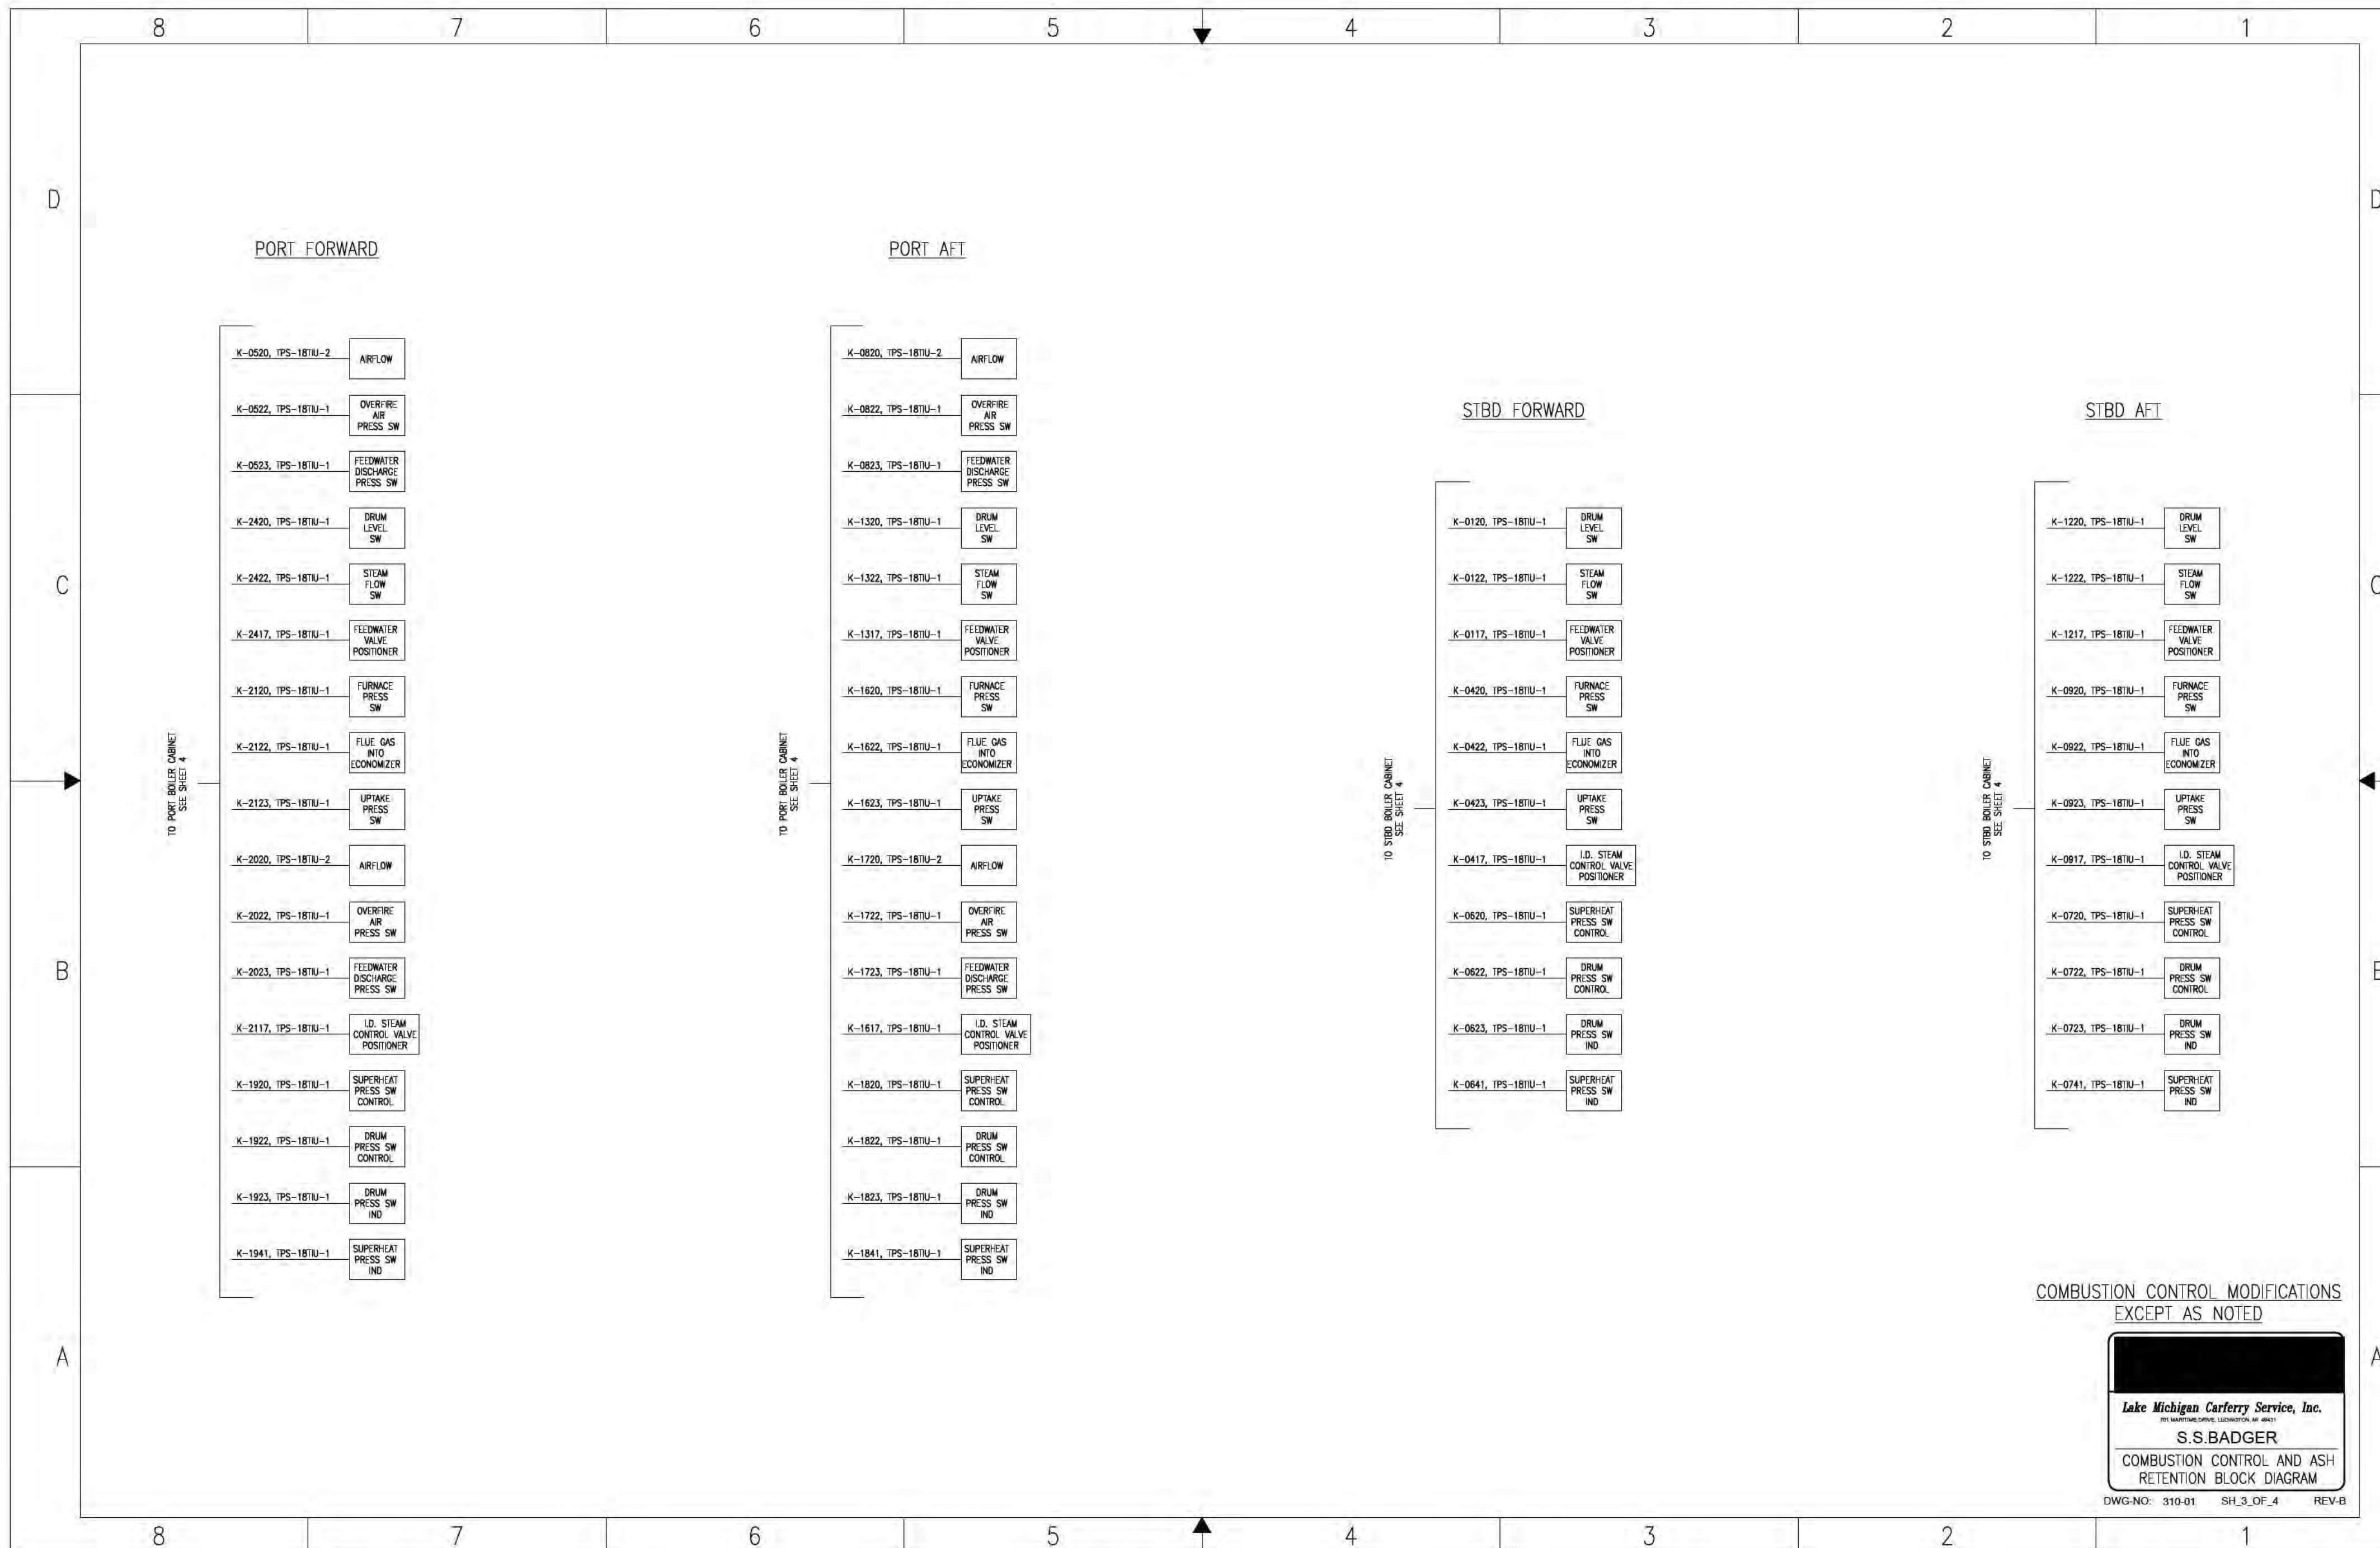 8 7 6 5 4 3 2 1
D
C
B
A
D
C
B
A
PORT FORWARD
TO PORT BOILER CABINET
SEE SHEET 4
K-0520, TPS-18TIU-2
AIRFLOW
K-0522, TPS-18TIU-1
OVERFIRE
AIR
PRESS SW
K-0523, TPS-18TIU-1
FEEDWATER
DISCHARGE
PRESS SW
K-2420, TPS-18TIU-1
DRUM
LEVEL
SW
K-2422, TPS-18TIU-1
STEAM
FLOW
SW
K-2417, TPS-18TIU-1
FEEDWATER
VALVE
POSITIONER
K-2120, TPS-18TIU-1
FURNACE
PRESS
SW
K-2122, TPS-18TIU-1
FLUE GAS
INTO
ECONOMIZER
K-2123, TPS-18TIU-1
UPTAKE
PRESS
SW
K-2020, TPS-18TIU-2
AIRFLOW
K-2022, TPS-18TIU-1
OVERFIRE
AIR
PRESS SW
K-2023, TPS-18TIU-1
FEEDWATER
DISCHARGE
PRESS SW
K-2117, TPS-18TIU-1
I.D. STEAM
CONTROL VALVE
POSITIONER
K-1920, TPS-18TIU-1
SUPERHEAT
PRESS SW
CONTROL
K-1922, TPS-18TIU-1
DRUM
PRESS SW
CONTROL
K-1923, TPS-18TIU-1
DRUM
PRESS SW
IND
K-1941, TPS-18TIU-1
SUPERHEAT
PRESS SW
IND
PORT AFT
TO PORT BOILER CABINET
SEE SHEET 4
K-0820, TPS-18TIU-2
AIRFLOW
K-0822, TPS-18TIU-1
OVERFIRE
AIR
PRESS SW
K-0823, TPS-18TIU-1
FEEDWATER
DISCHARGE
PRESS SW
K-1320, TPS-18TIU-1
DRUM
LEVEL
SW
K-1322, TPS-18TIU-1
STEAM
FLOW
SW
K-1317, TPS-18TIU-1
FEEDWATER
VALVE
POSITIONER
K-1620, TPS-18TIU-1
FURNACE
PRESS
SW
K-1622, TPS-18TIU-1
FLUE GAS
INTO
ECONOMIZER
K-1623, TPS-18TIU-1
UPTAKE
PRESS
SW
K-1720, TPS-18TIU-2
AIRFLOW
K-1722, TPS-18TIU-1
OVERFIRE
AIR
PRESS SW
K-1723, TPS-18TIU-1
FEEDWATER
DISCHARGE
PRESS SW
K-1617, TPS-18TIU-1
I.D. STEAM
CONTROL VALVE
POSITIONER
K-1820, TPS-18TIU-1
SUPERHEAT
PRESS SW
CONTROL
K-1822, TPS-18TIU-1
DRUM
PRESS SW
CONTROL
K-1823, TPS-18TIU-1
DRUM
PRESS SW
IND
K-1841, TPS-18TIU-1
SUPERHEAT
PRESS SW
IND
STBD FORWARD
TO STBD BOILER CABINET
SEE SHEET 4
K-0120, TPS-18TIU-1
DRUM
LEVEL
SW
K-0122, TPS-18TIU-1
STEAM
FLOW
SW
K-0117, TPS-18TIU-1
FEEDWATER
VALVE
POSITIONER
K-0420, TPS-18TIU-1
FURNACE
PRESS
SW
K-0422, TPS-18TIU-1
FLUE GAS
INTO
ECONOMIZER
K-0423, TPS-18TIU-1
UPTAKE
PRESS
SW
K-0417, TPS-18TIU-1
I.D. STEAM
CONTROL VALVE
POSITIONER
K-0620, TPS-18TIU-1
SUPERHEAT
PRESS SW
CONTROL
K-0622, TPS-18TIU-1
DRUM
PRESS SW
CONTROL
K-0623, TPS-18TIU-1
DRUM
PRESS SW
IND
K-0641, TPS-18TIU-1
SUPERHEAT
PRESS SW
IND
STBD AFT
TO STBD BOILER CABINET
SEE SHEET 4
K-1220, TPS-18TIU-1
DRUM
LEVEL
SW
K-1222, TPS-18TIU-1
STEAM
FLOW
SW
K-1217, TPS-18TIU-1
FEEDWATER
VALVE
POSITIONER
K-0920, TPS-18TIU-1
FURNACE
PRESS
SW
K-0922, TPS-18TIU-1
FLUE GAS
INTO
ECONOMIZER
K-0923, TPS-18TIU-1
UPTAKE
PRESS
SW
K-0917, TPS-18TIU-1
I.D. STEAM
CONTROL VALVE
POSITIONER
K-0720, TPS-18TIU-1
SUPERHEAT
PRESS SW
CONTROL
K-0722, TPS-18TIU-1
DRUM
PRESS SW
CONTROL
K-0723, TPS-18TIU-1
DRUM
PRESS SW
IND
K-0741, TPS-18TIU-1
SUPERHEAT
PRESS SW
IND
COMBUSTION CONTROL MODIFICATIONS
EXCEPT AS NOTED
Lake Michigan Carferry Service, Inc.
701 MARITIME DRIVE, LUDINGTON, MI 49431
S.S.BADGER
COMBUSTION CONTROL AND ASH
RETENTION BLOCK DIAGRAM
DWG-NO: 310-01 SH_3_OF_4 REV-B
8 7 6 5 4 3 2 1